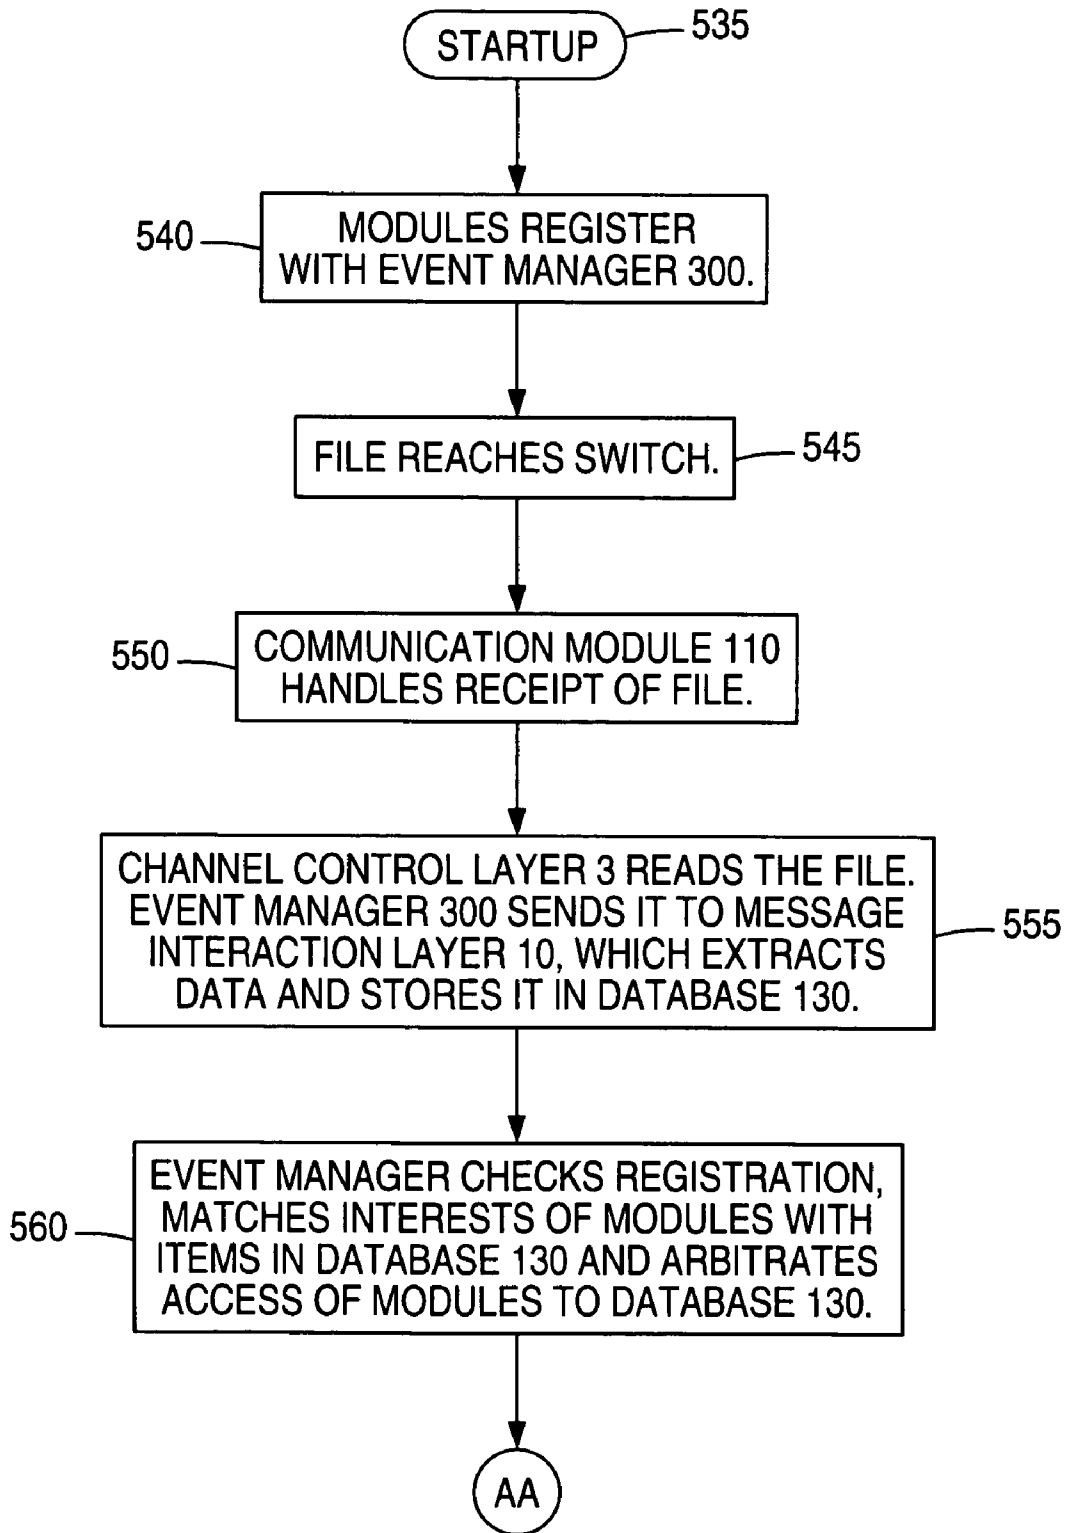 STARTUP
535
540
MODULES REGISTER
WITH EVENT MANAGER 300.
FILE REACHES SWITCH.
545
550
COMMUNICATION MODULE 110
HANDLES RECEIPT OF FILE.
CHANNEL CONTROL LAYER 3 READS THE FILE.
EVENT MANAGER 300 SENDS IT TO MESSAGE
INTERACTION LAYER 10, WHICH EXTRACTS
DATA AND STORES IT IN DATABASE 130.
555
560
EVENT MANAGER CHECKS REGISTRATION,
MATCHES INTERESTS OF MODULES WITH
ITEMS IN DATABASE 130 AND ARBITRATES
ACCESS OF MODULES TO DATABASE 130.
AA